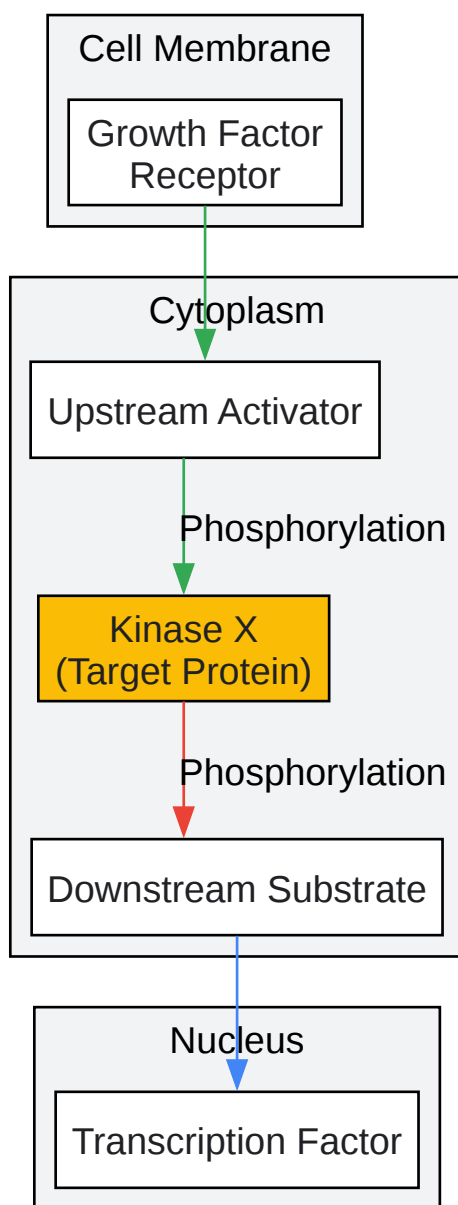 Cell Membrane
Growth Factor
Receptor
Cytoplasm
Upstream Activator
Phosphorylation
Kinase X
(Target Protein)
Phosphorylation
Downstream Substrate
Nucleus
Transcription Factor